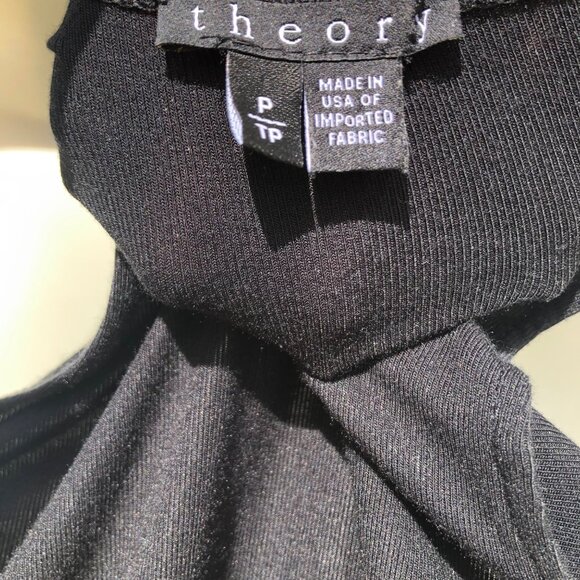 theory
P
TP
MADE IN
USA OF
IMPORTED
FABRIC